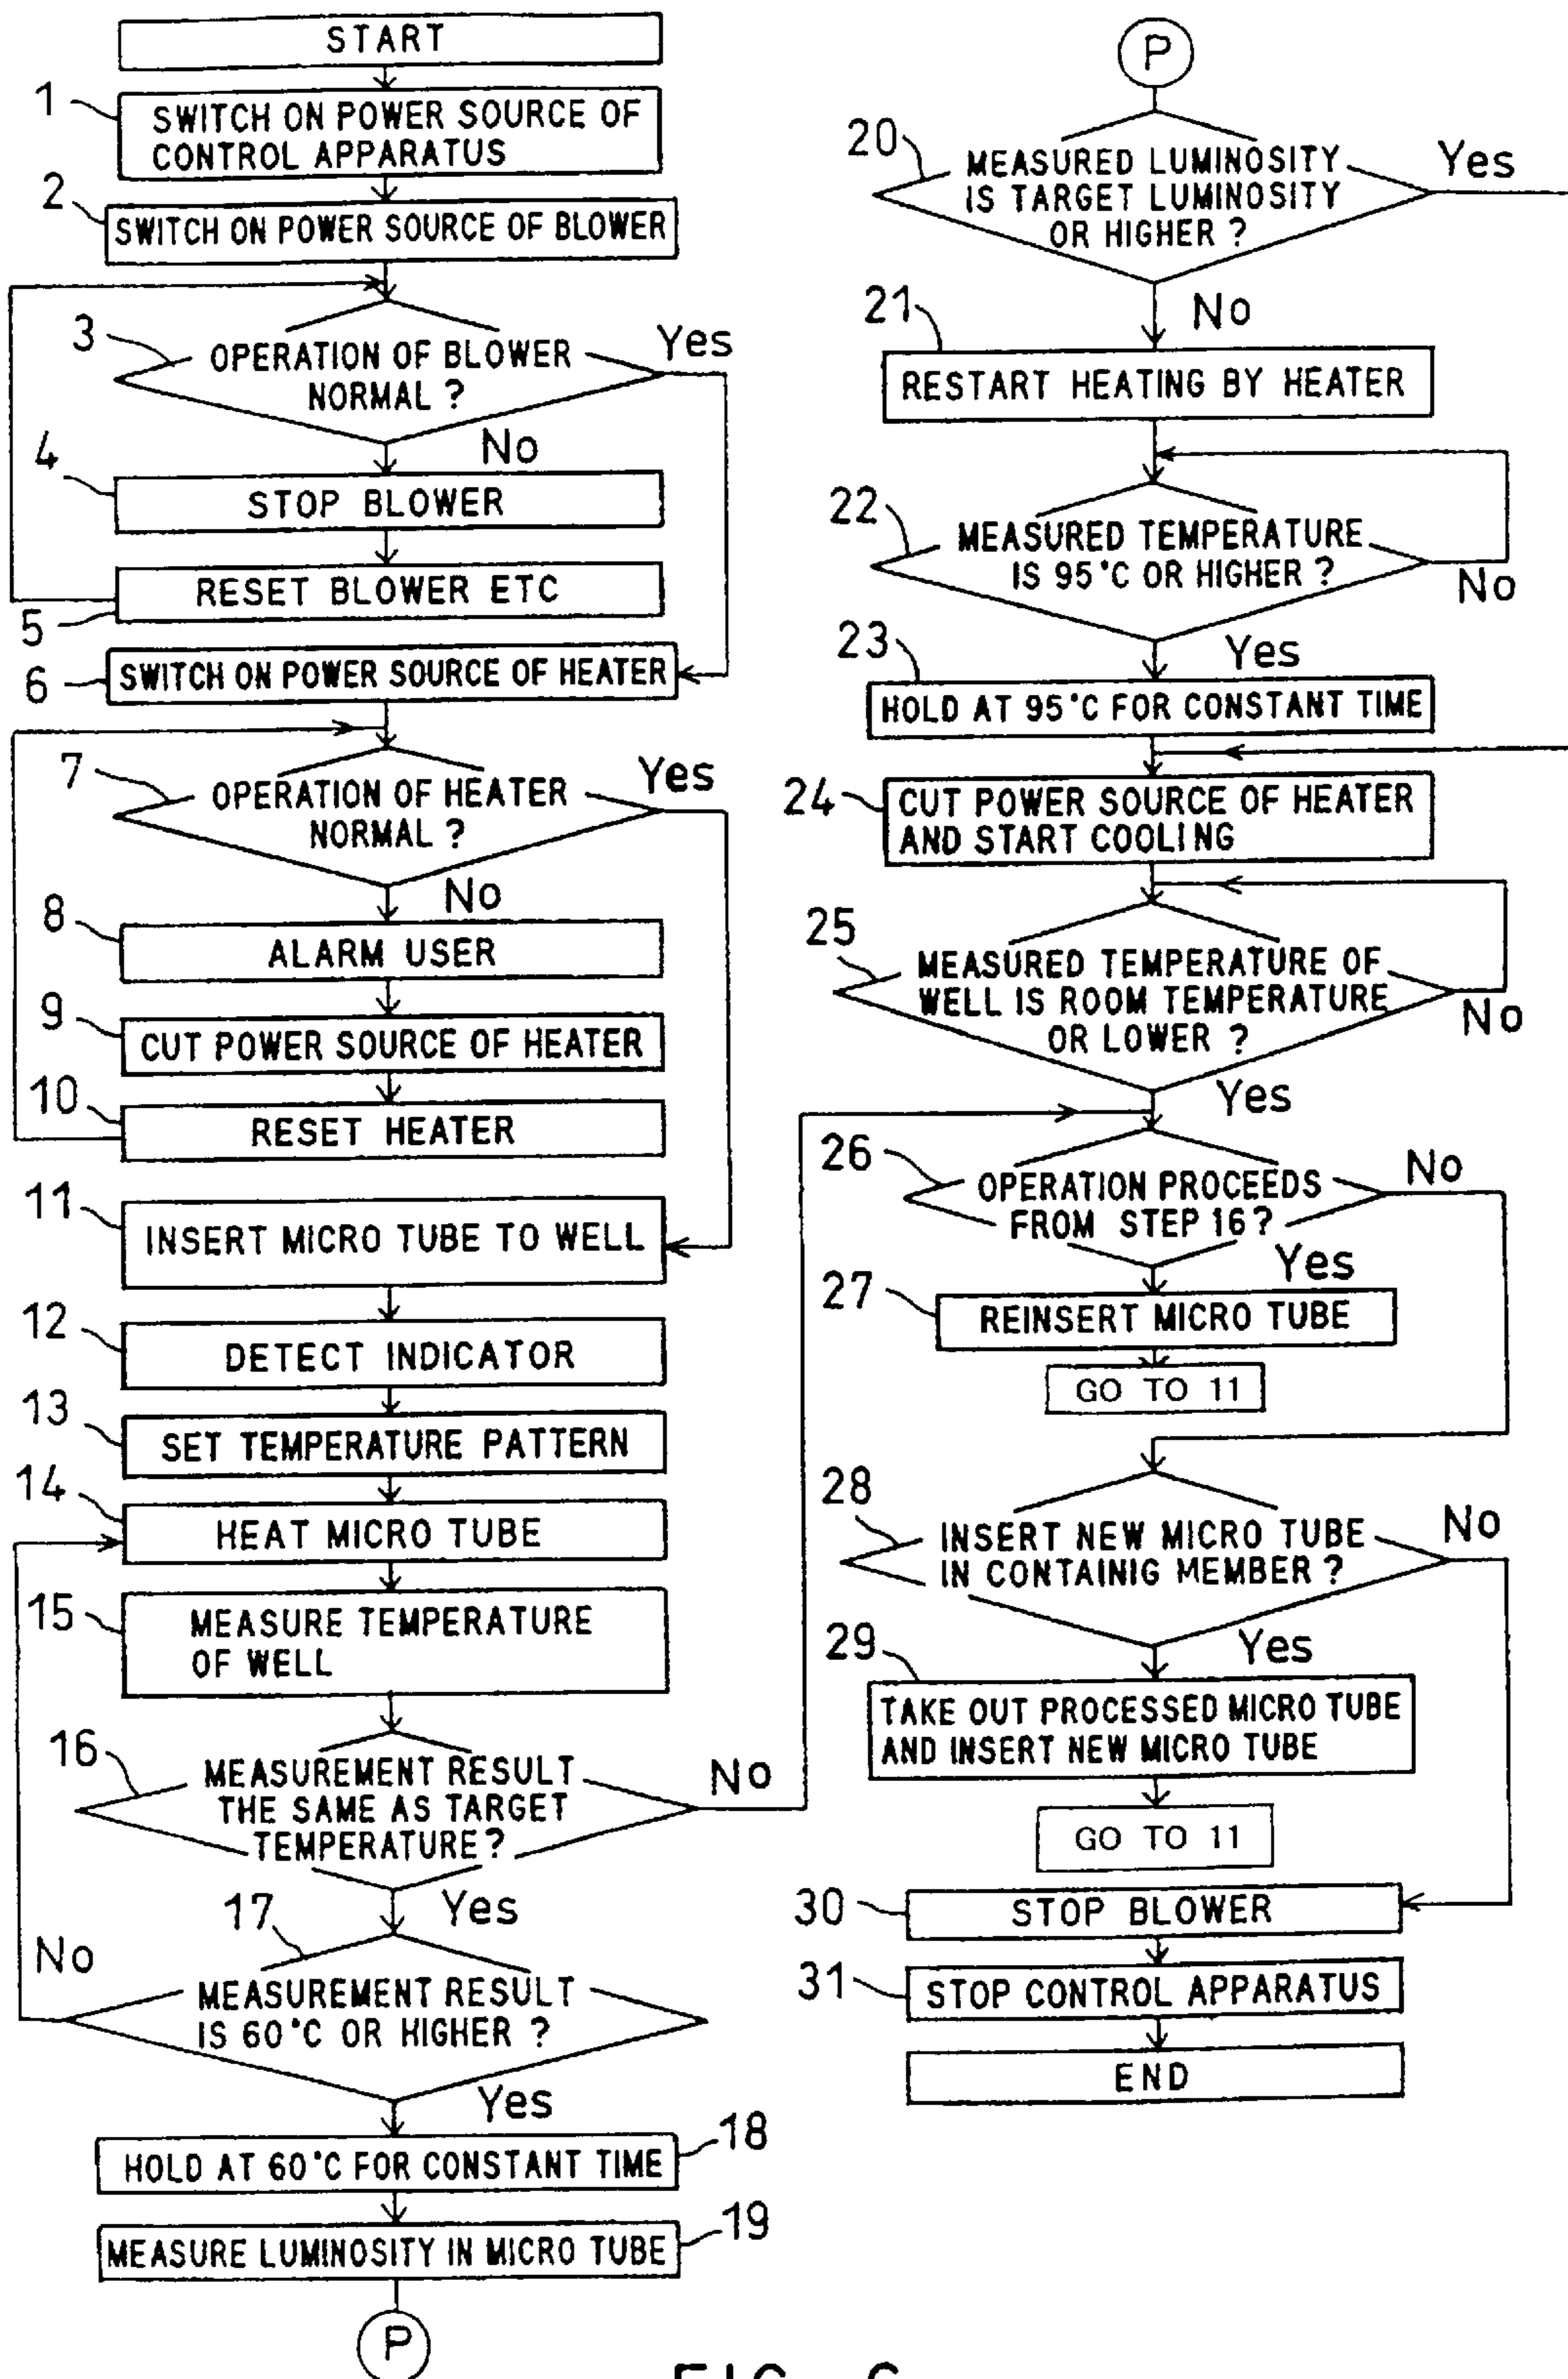 START
1
SWITCH ON POWER SOURCE OF
CONTROL APPARATUS
2
SWITCH ON POWER SOURCE OF BLOWER
3
OPERATION OF BLOWER
NORMAL ?
Yes
No
4
STOP BLOWER
RESET BLOWER ETC
5
6
SWITCH ON POWER SOURCE OF HEATER
7
OPERATION OF HEATER
NORMAL ?
Yes
No
8
ALARM USER
9
CUT POWER SOURCE OF HEATER
10
RESET HEATER
11
INSERT MICRO TUBE TO WELL
12
DETECT INDICATOR
13
SET TEMPERATURE PATTERN
14
HEAT MICRO TUBE
15
MEASURE TEMPERATURE
OF WELL
16
MEASUREMENT RESULT
THE SAME AS TARGET
TEMPERATURE ?
No
Yes
17
No
MEASUREMENT RESULT
IS 60°C OR HIGHER ?
Yes
18
HOLD AT 60°C FOR CONSTANT TIME
19
MEASURE LUMINOSITY IN MICRO TUBE
P
P
20
MEASURED LUMINOSITY
IS TARGET LUMINOSITY
OR HIGHER ?
Yes
No
21
RESTART HEATING BY HEATER
22
MEASURED TEMPERATURE
IS 95°C OR HIGHER ?
No
Yes
23
HOLD AT 95°C FOR CONSTANT TIME
24
CUT POWER SOURCE OF HEATER
AND START COOLING
25
MEASURED TEMPERATURE OF
WELL IS ROOM TEMPERATURE
OR LOWER ?
No
Yes
26
OPERATION PROCEEDS
FROM STEP 16 ?
No
Yes
27
REINSERT MICRO TUBE
GO TO 11
28
INSERT NEW MICRO TUBE
IN CONTAINIG MEMBER ?
No
Yes
29
TAKE OUT PROCESSED MICRO TUBE
AND INSERT NEW MICRO TUBE
GO TO 11
30
STOP BLOWER
31
STOP CONTROL APPARATUS
END